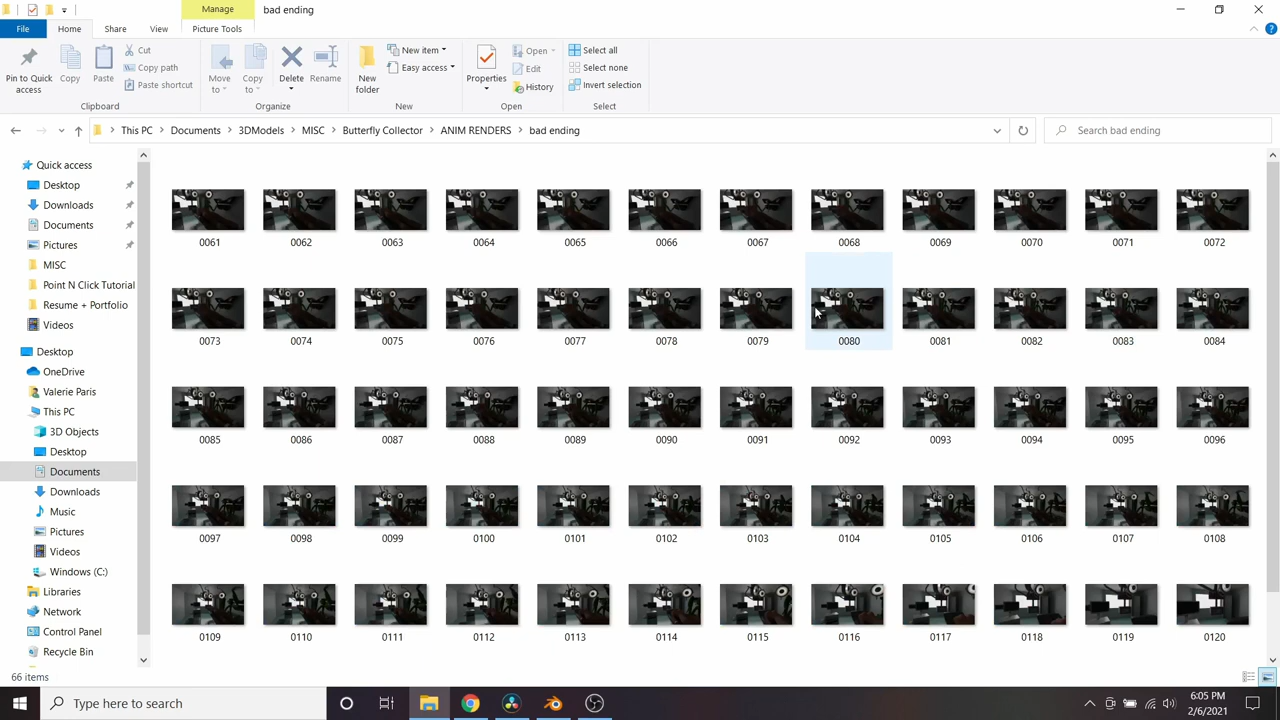 Manage
bad ending
File
Home
Share
View
Picture Tools
Pin to Quick access
Copy
Paste
Cut
Copy path
Paste shortcut
Clipboard
Move to
Copy to
Delete
Rename
Organize
New folder
New item
Easy access
New
Properties
Open
Edit
History
Open
Select all
Select none
Invert selection
Select
This PC
Documents
3DModels
MISC
Butterfly Collector
ANIM RENDERS
bad ending
Search bad ending
Quick access
Desktop
Downloads
Documents
Pictures
MISC
Point N Click Tutorial
Resume + Portfolio
Videos
Desktop
OneDrive
Valerie Paris
This PC
3D Objects
Desktop
Documents
Downloads
Music
Pictures
Videos
Windows (C:)
Libraries
Network
Control Panel
Recycle Bin
0061 0062 0063 0064 0065 0066 0067 0068 0069 0070 0071 0072
0073 0074 0075 0076 0077 0078 0079 0080 0081 0082 0083 0084
0085 0086 0087 0088 0089 0090 0091 0092 0093 0094 0095 0096
0097 0098 0099 0100 0101 0102 0103 0104 0105 0106 0107 0108
0109 0110 0111 0112 0113 0114 0115 0116 0117 0118 0119 0120
66 items
Type here to search
6:05 PM
2/6/2021